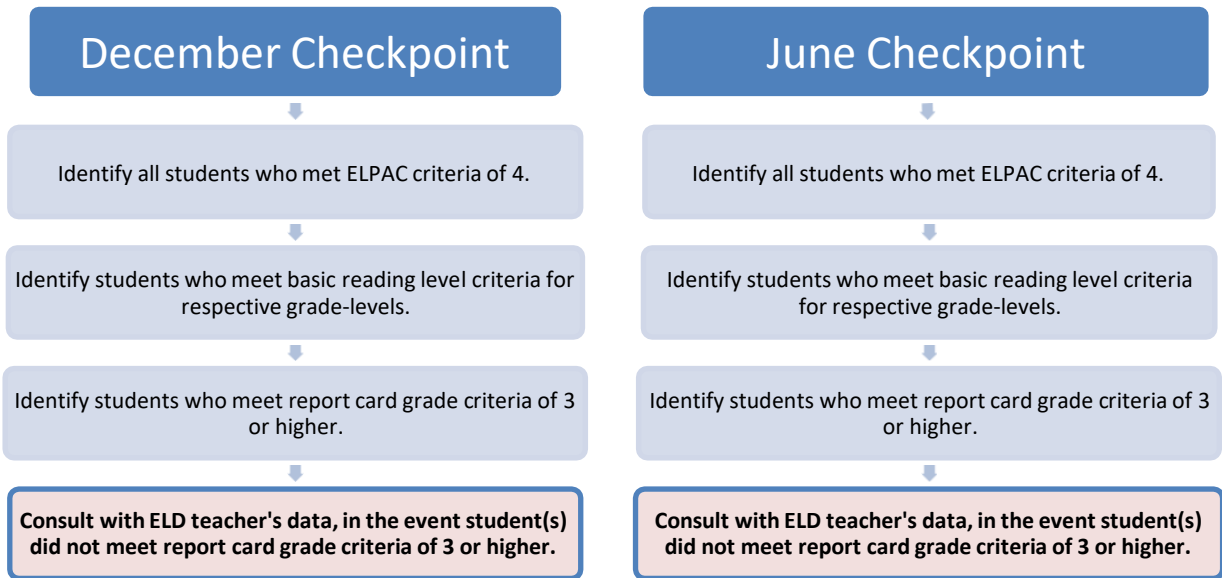 December Checkpoint
Identify all students who met ELPAC criteria of 4.
Identify students who meet basic reading level criteria for
respective grade-levels.
Identify students who meet report card grade criteria of 3
or higher.
Consult with ELD teacher's data, in the event student(s)
did not meet report card grade criteria of 3 or higher.
June Checkpoint
Identify all students who met ELPAC criteria of 4.
Identify students who meet basic reading level criteria
for respective grade-levels.
Identify students who meet report card grade criteria of 3
or higher.
Consult with ELD teacher's data, in the event student(s)
did not meet report card grade criteria of 3 or higher.